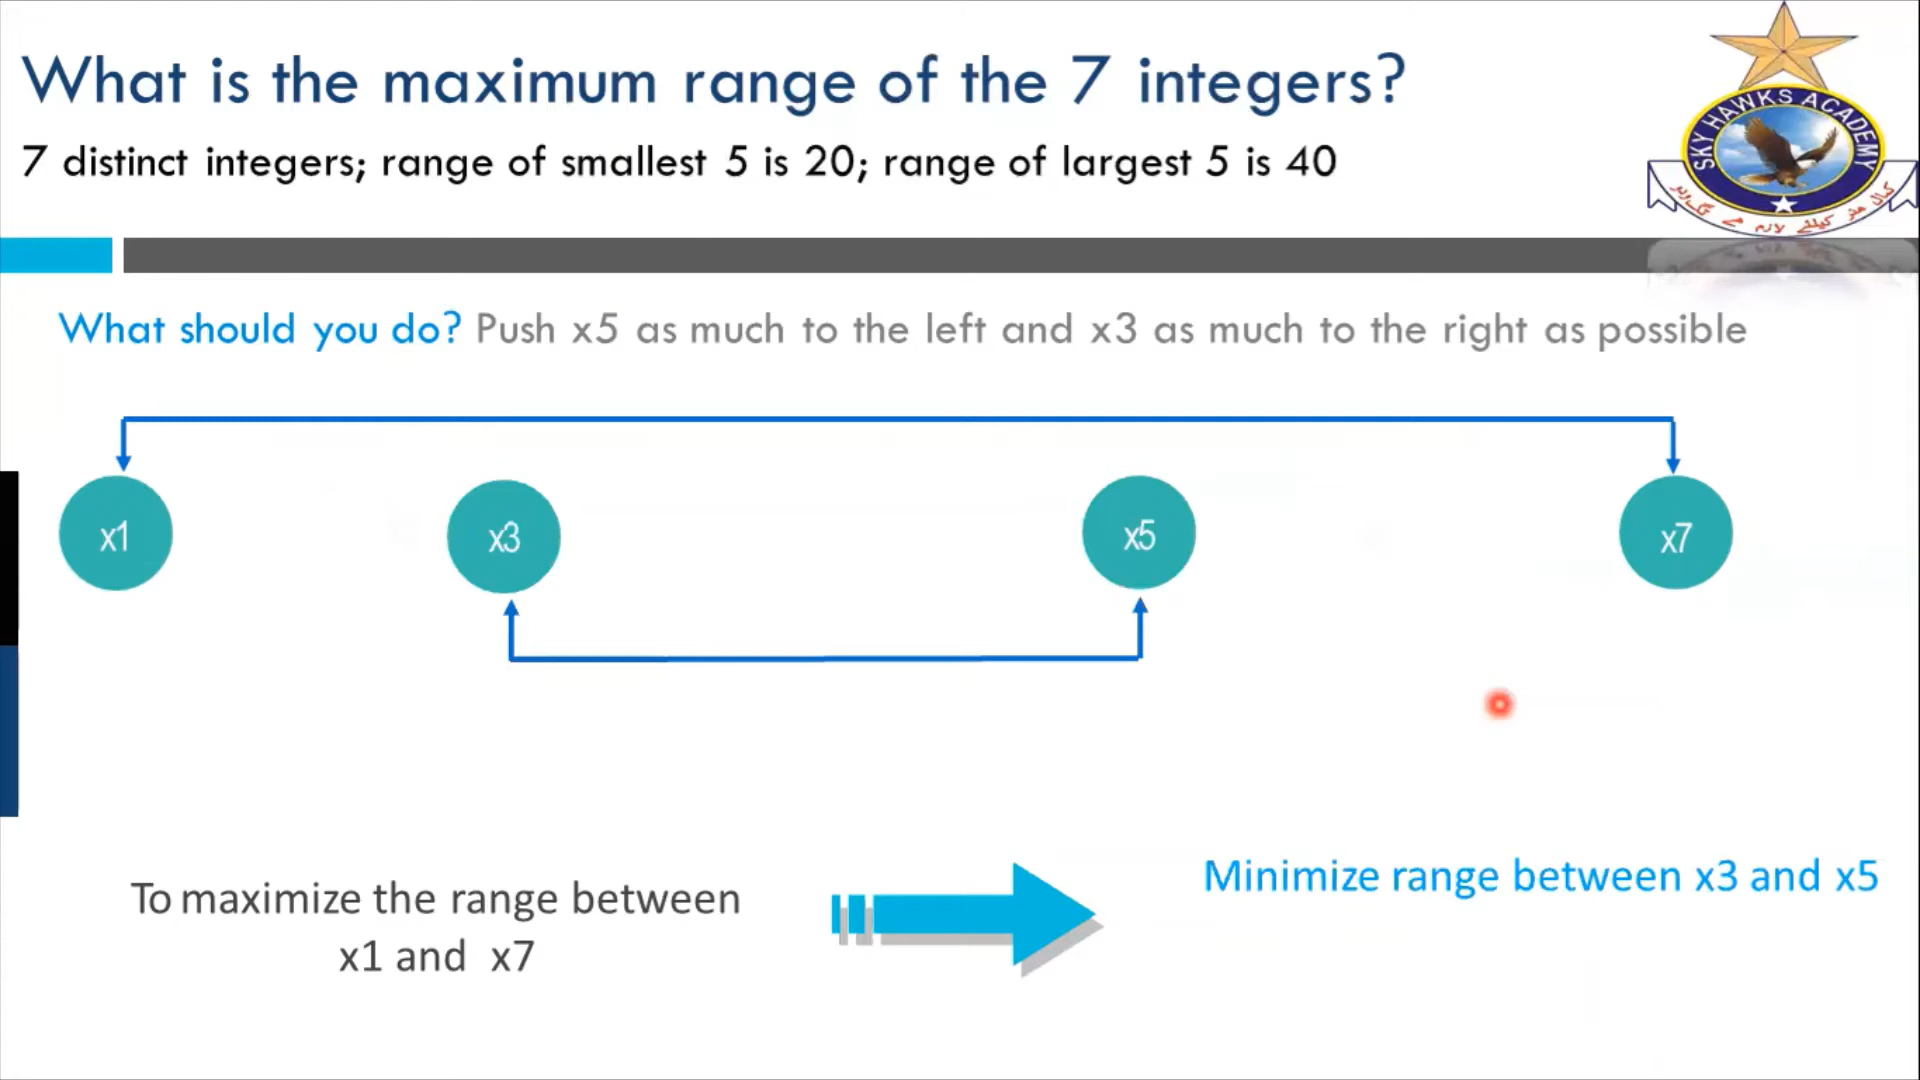 What is the maximum range of the 7 integers?
7 distinct integers; range of smallest 5 is 20; range of largest 5 is 40
SKY HAWKS ACADEMY
What should you do? Push x5 as much to the left and x3 as much to the right as possible
x1
x3
x5
x7
To maximize the range between
x1 and x7
Minimize range between x3 and x5